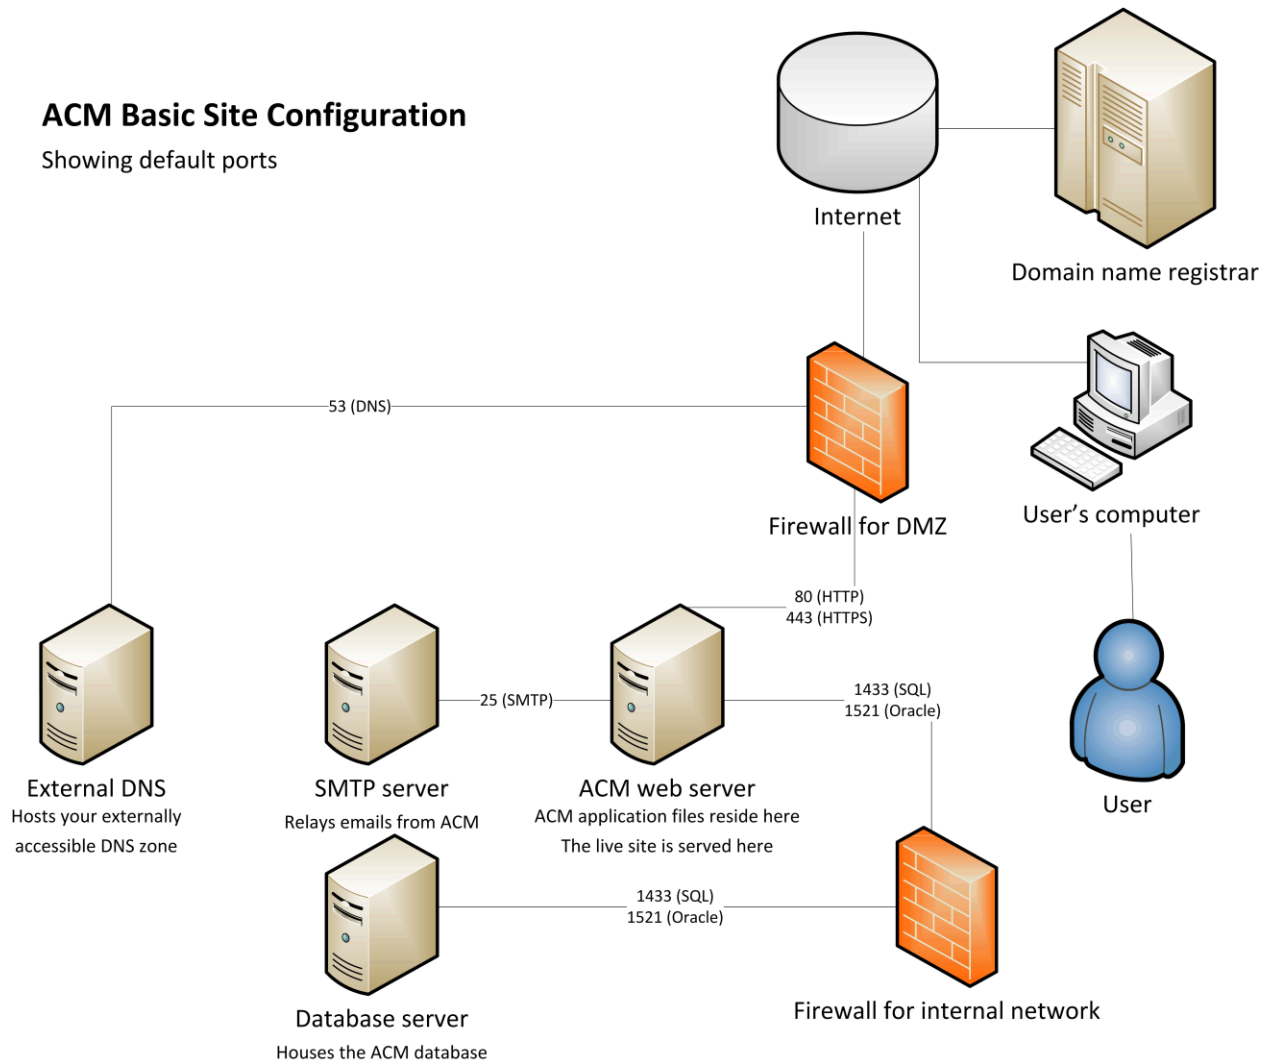 ACM Basic Site Configuration
Showing default ports
Internet
Domain name registrar
53 (DNS)
Firewall for DMZ
User’s computer
80 (HTTP)
443 (HTTPS)
25 (SMTP)
1433 (SQL)
1521 (Oracle)
External DNS
Hosts your externally
accessible DNS zone
SMTP server
Relays emails from ACM
ACM web server
ACM application files reside here
The live site is served here
User
1433 (SQL)
1521 (Oracle)
Database server
Houses the ACM database
Firewall for internal network